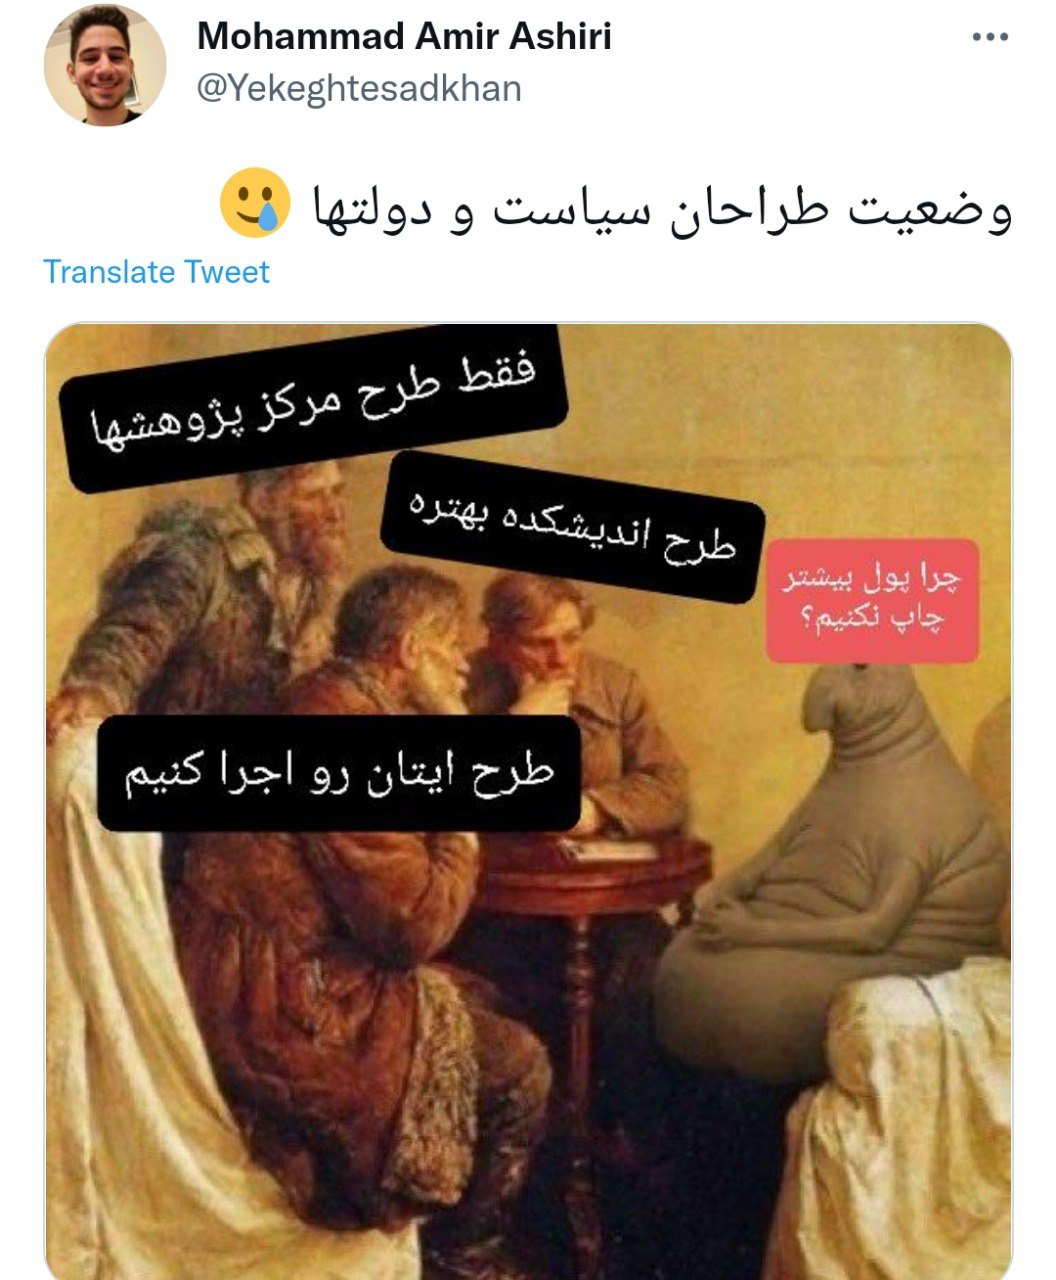 Mohammad Amir Ashiri
@Yekeghtesadkhan
وضعیت طراحان سیاست و دولتها 🥲
Translate Tweet
فقط طرح مرکز پژوهشها
طرح اندیشکده بهتره
چرا پول بیشتر
چاپ نکنیم؟
طرح ایتان رو اجرا کنیم